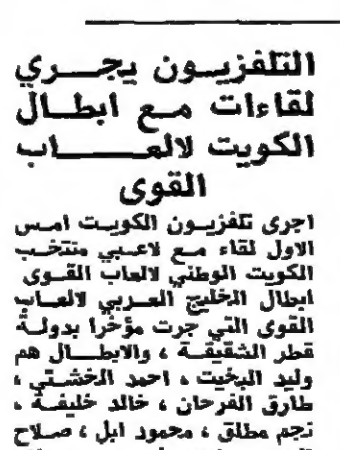 التلفزيون يجري
لقاءات مع ابطال
الكويت لالعاب
القوى
اجرى تلفزيون الكويت امس
الاول لقاء مع لاعبي منتخب
الكويت الوطني لالعاب القوى
ابطال الخليج العربي لالعاب
القوى التي جرت مؤخرا بدولة
قطر الشقيقة ، والابطال هم
وليد البخيت ، احمد الخشتي ،
طارق الفرحان ، خالد خليفة ،
نجم مطلق ، محمود ابل ، صلاح